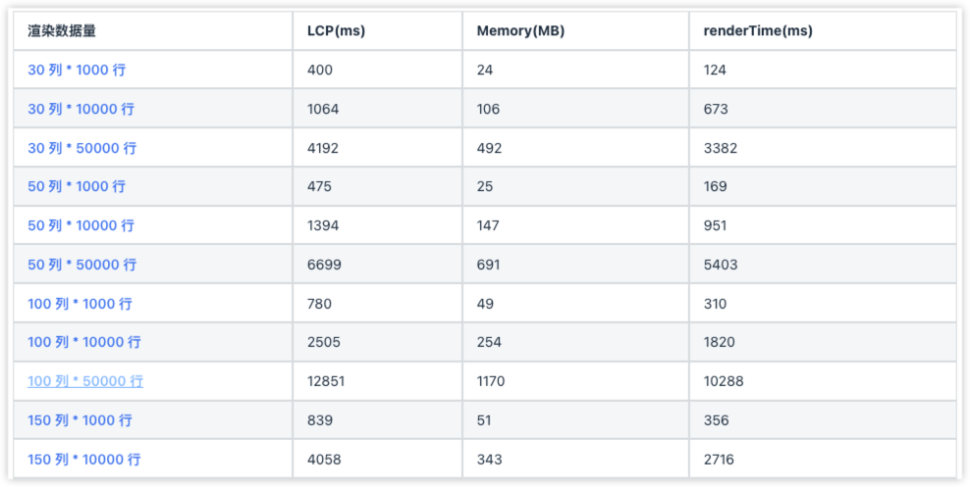 渲染数据量 LCP(ms) Memory(MB) renderTime(ms)
30 列 * 1000 行 400 24 124
30 列 * 10000 行 1064 106 673
30 列 * 50000 行 4192 492 3382
50 列 * 1000 行 475 25 169
50 列 * 10000 行 1394 147 951
50 列 * 50000 行 6699 691 5403
100 列 * 1000 行 780 49 310
100 列 * 10000 行 2505 254 1820
100 列 * 50000 行 12851 1170 10288
150 列 * 1000 行 839 51 356
150 列 * 10000 行 4058 343 2716